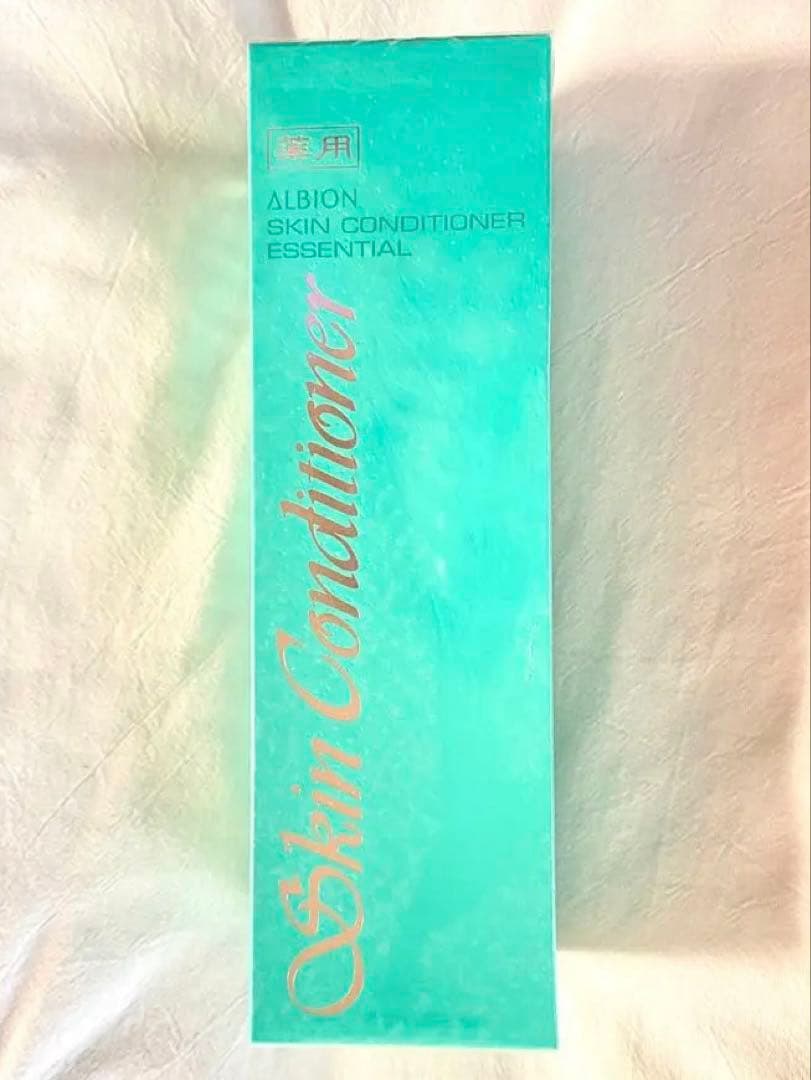 薬用
ALBION
SKIN CONDITIONER
ESSENTIAL
Skin Conditioner